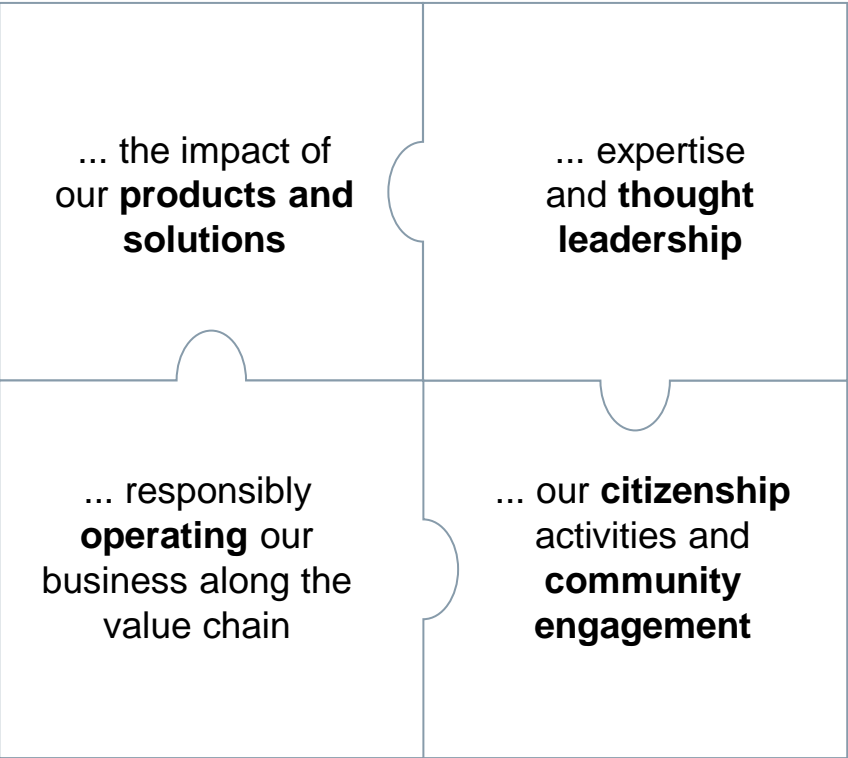 ... the impact of
our products and
solutions
... expertise
and thought
leadership
... responsibly
operating our
business along the
value chain
... our citizenship
activities and
community
engagement